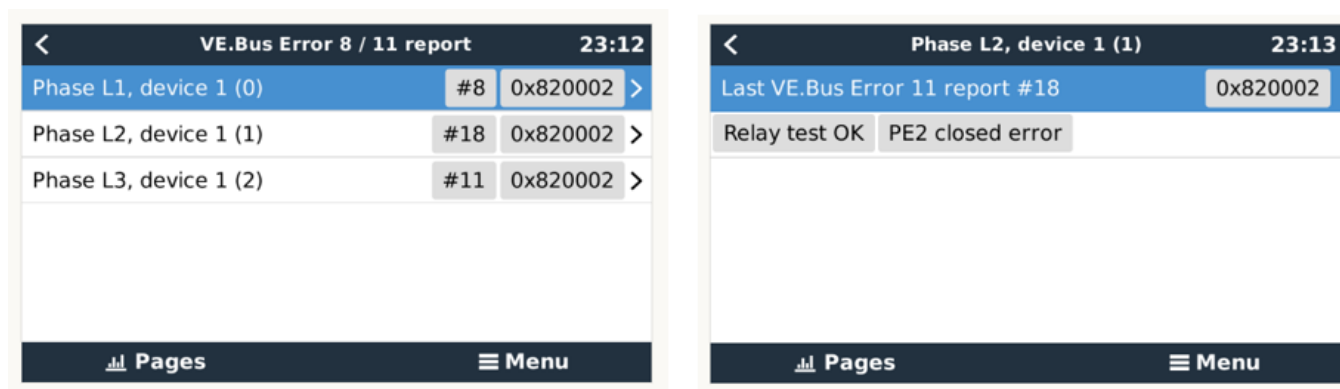 VE.Bus Error 8 / 11 report 23:12
Phase L1, device 1 (0) #8 0x820002
Phase L2, device 1 (1) #18 0x820002
Phase L3, device 1 (2) #11 0x820002
Pages Menu
Phase L2, device 1 (1) 23:13
Last VE.Bus Error 11 report #18 0x820002
Relay test OK PE2 closed error
Pages Menu